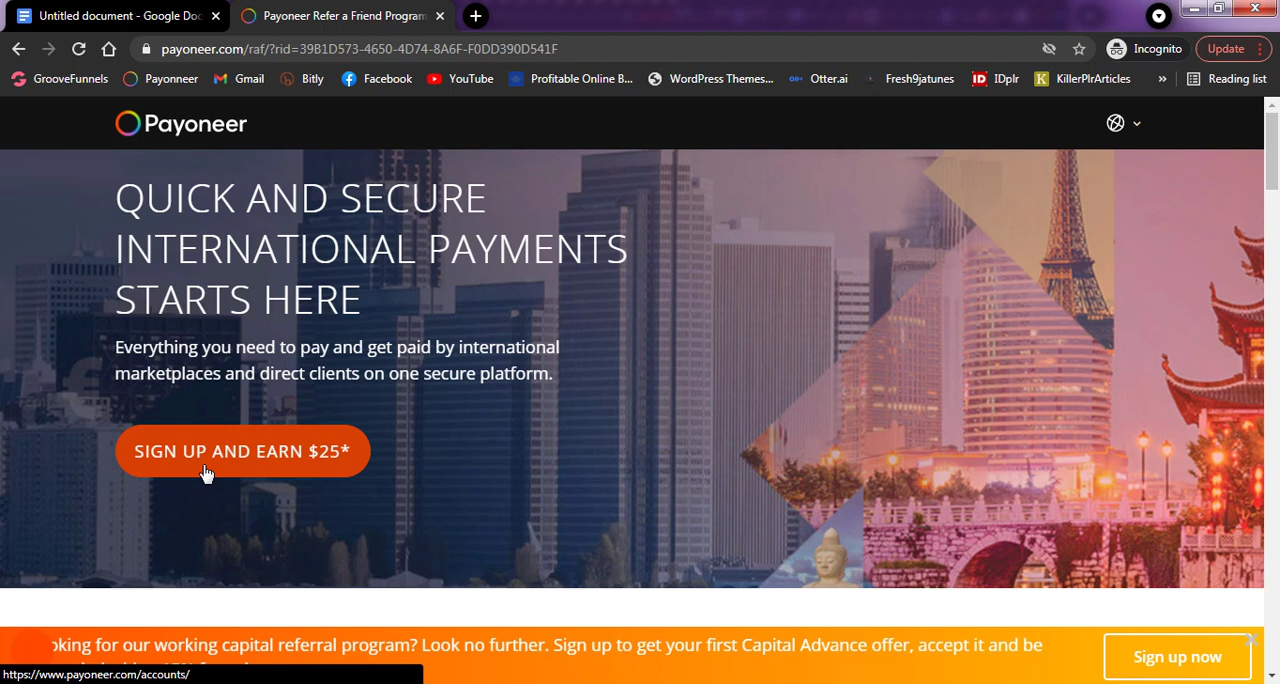 Untitled document - Google Doc
Payoneer Refer a Friend Program
payoneer.com/raf/?rid=39B1D573-4650-4D74-8A6F-F0DD390D541F
Incognito
Update
GrooveFunnels
Payoneer
Gmail
Bitly
Facebook
YouTube
Profitable Online B...
WordPress Themes...
Otter.ai
Fresh9jatunes
IDplr
KillerPlrArticles
»
Reading list
Payoneer
QUICK AND SECURE
INTERNATIONAL PAYMENTS
STARTS HERE
Everything you need to pay and get paid by international
marketplaces and direct clients on one secure platform.
SIGN UP AND EARN $25*
for our working capital referral program? Look no further. Sign up to get your first Capital Advance offer, accept it and be
Sign up now
https://www.payoneer.com/accounts/